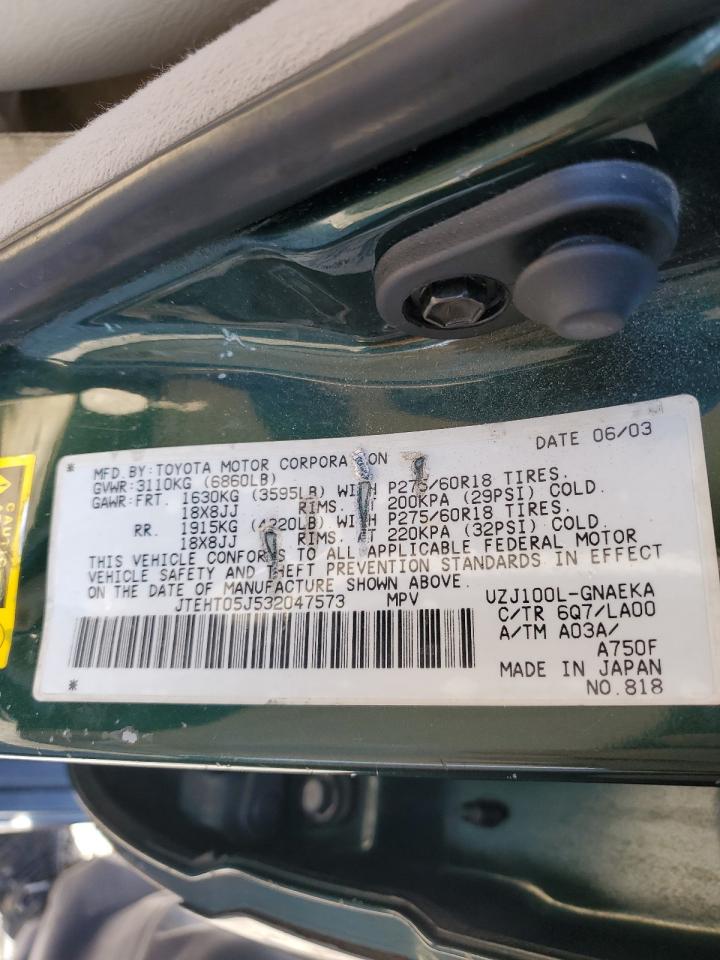 DATE 06/03
MFD.BY:TOYOTA MOTOR CORPORATION
GVWR:3110KG (6860LB)
GAWR:FRT. 1630KG (3595LB) WITH P275/60R18 TIRES.
18X8JJ RIMS. AT 200KPA (29PSI) COLD.
RR. 1915KG (4220LB) WITH P275/60R18 TIRES.
18X8JJ RIMS. AT 220KPA (32PSI) COLD.
THIS VEHICLE CONFORMS TO ALL APPLICABLE FEDERAL MOTOR
VEHICLE SAFETY AND THEFT PREVENTION STANDARDS IN EFFECT
ON THE DATE OF MANUFACTURE SHOWN ABOVE.
JTEHT05J532047573 MPV UZJ100L-GNAEKA
C/TR 6Q7/LA00
A/TM A03A/
A750F
MADE IN JAPAN
NO.818